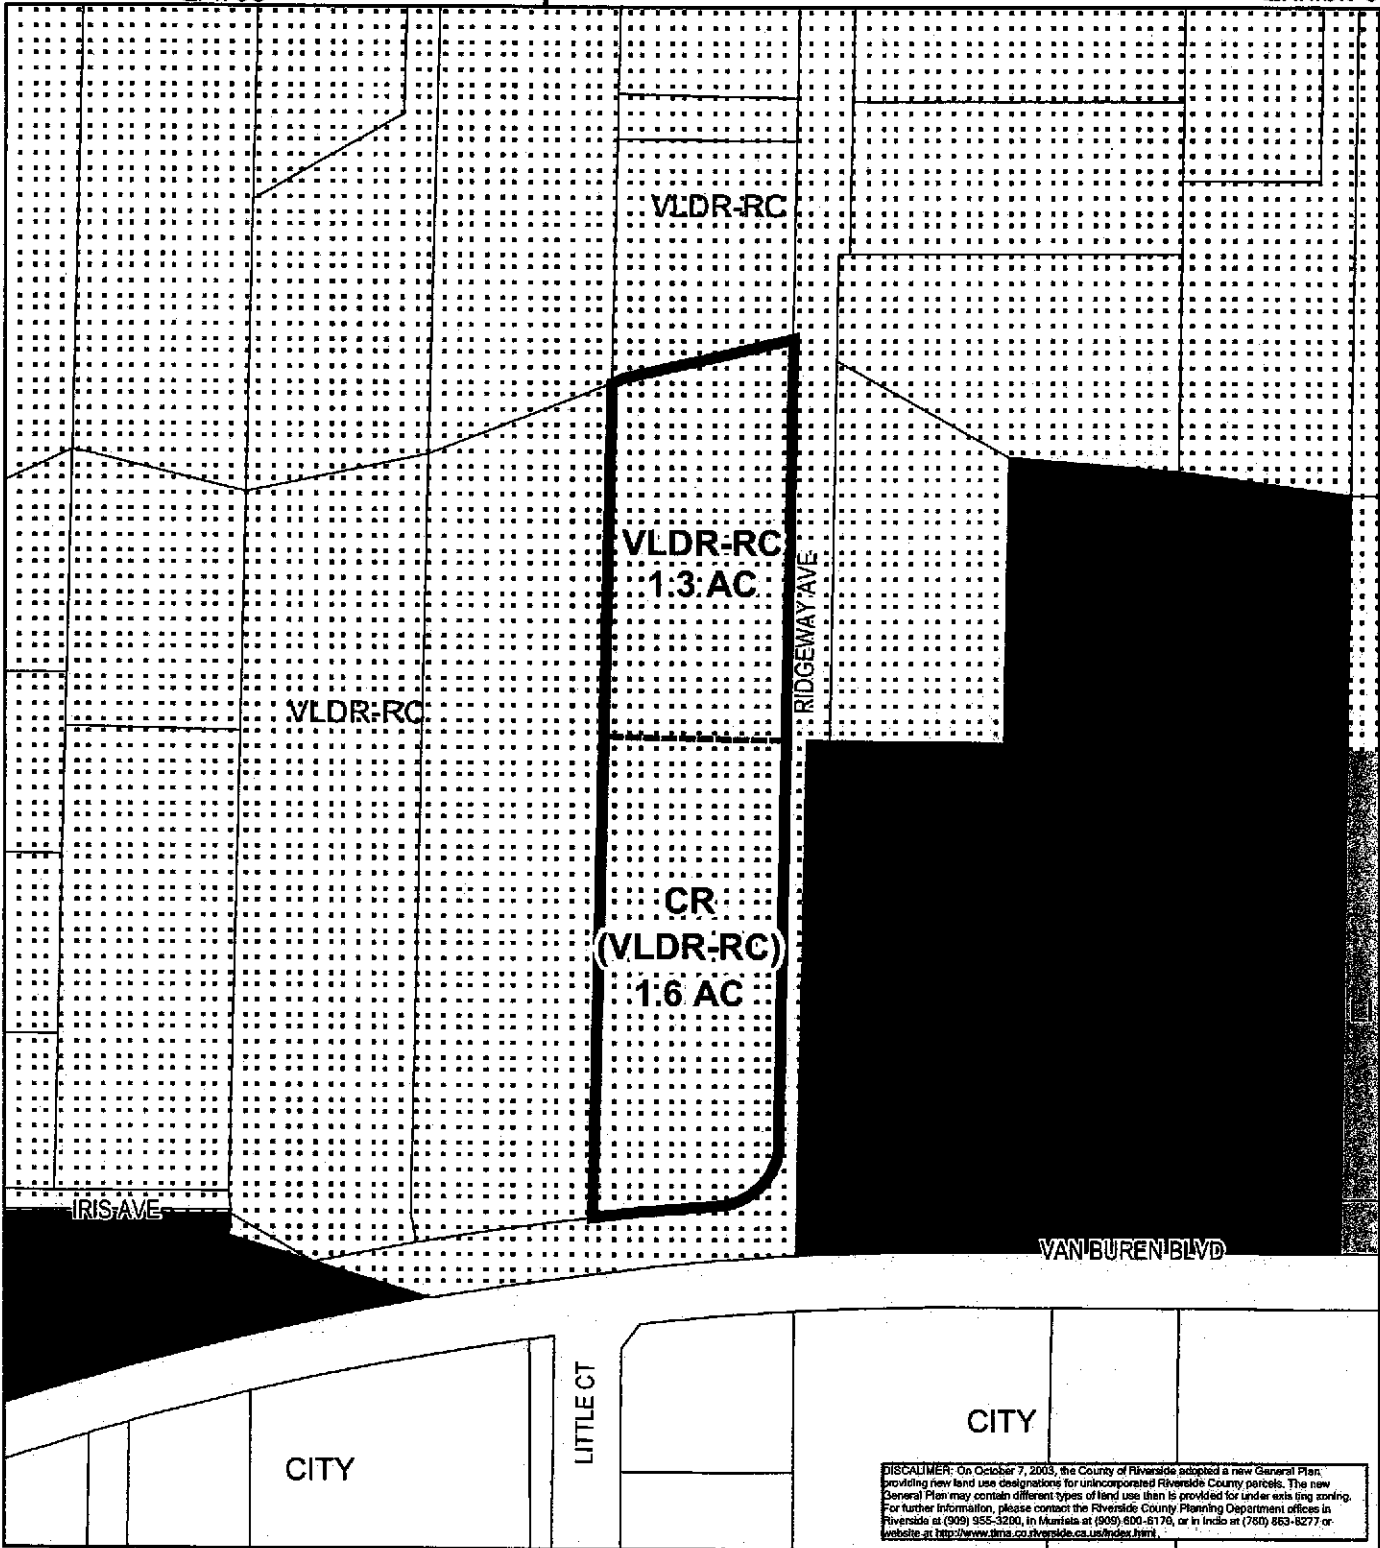 VLDR-RC
VLDR-RC
1.3 AC
RIDGEWAY AVE
VLDR-RC
CR
(VLDR-RC)
1.6 AC
IRIS AVE
VAN BUREN BLVD
LITTLE CT
CITY
CITY
DISCALIMER: On October 7, 2003, the County of Riverside adopted a new General Plan
providing new land use designations for unincorporated Riverside County parcels. The new
General Plan may contain different types of land use than is provided for under existing zoning.
For further information, please contact the Riverside County Planning Department offices in
Riverside at (909) 955-3200, in Murrieta at (909) 600-6170, or in Indio at (760) 863-8277 or
website at http://www.tlma.co.riverside.ca.us/index.html.